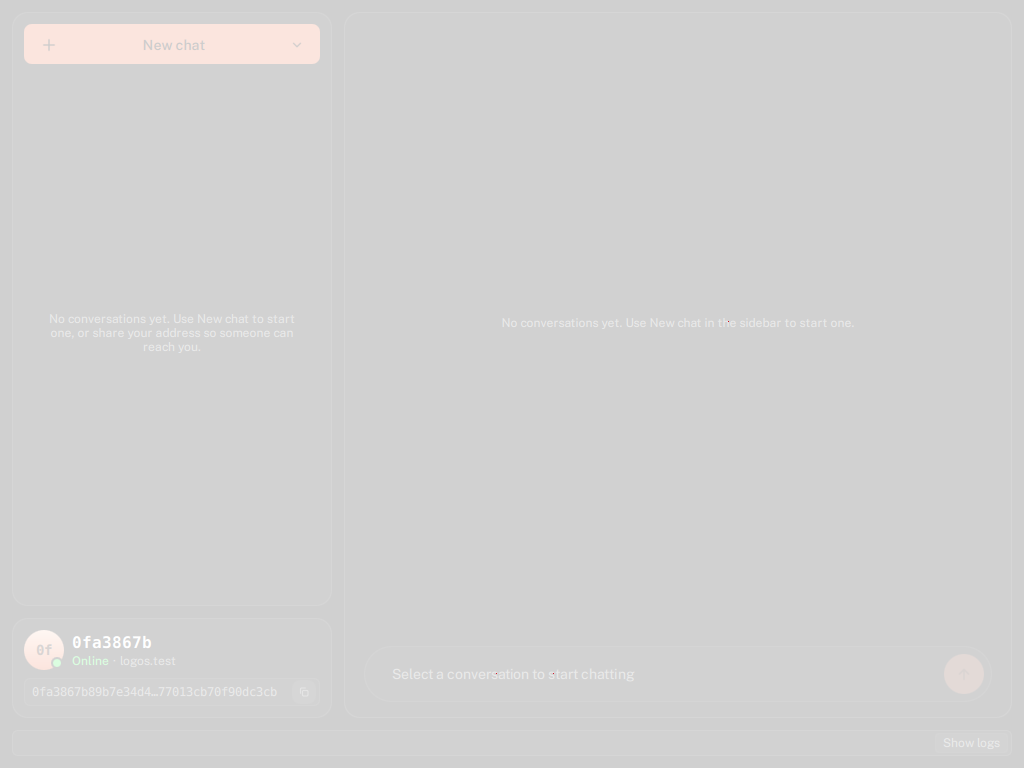 New chat
No conversations yet. Use New chat to start
one, or share your address so someone can
reach you.
No conversations yet. Use New chat in the sidebar to start one.
Select a conversation to start chatting
0f
0fa3867b
Online · logos.test
0fa3867b89b7e34d4…77013cb70f90dc3cb
Show logs